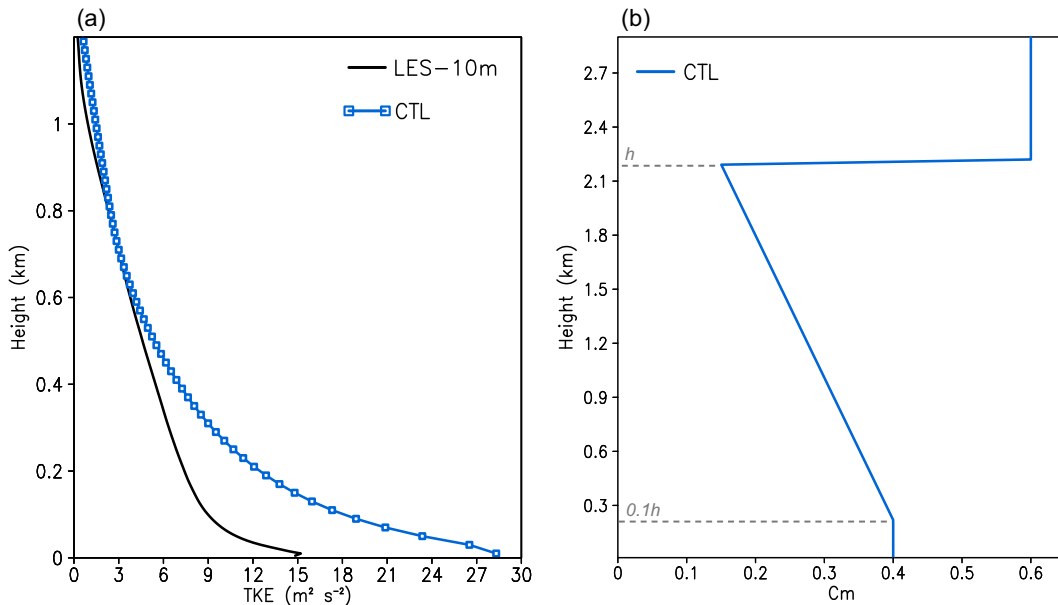 (a)
LES−10m
CTL
1
0.8
0.6
0.4
0.2
0
Height (km)
0 3 6 9 12 15 18 21 24 27 30
TKE (m² s⁻²)
(b)
CTL
2.7
2.4
2.1
1.8
1.5
1.2
0.9
0.6
0.3
Height (km)
h
0.1h
0 0.1 0.2 0.3 0.4 0.5 0.6
Cm